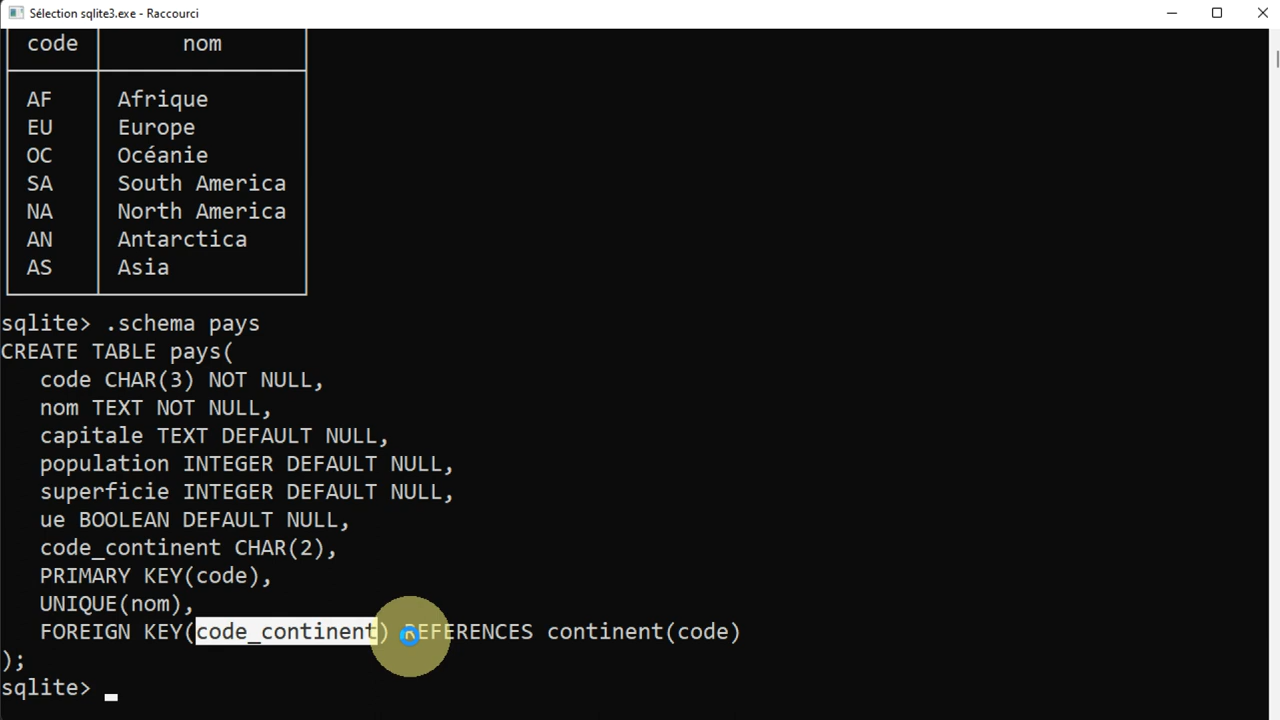 Sélection sqlite3.exe - Raccourci
code nom
AF Afrique
EU Europe
OC Océanie
SA South America
NA North America
AN Antarctica
AS Asia
sqlite> .schema pays
CREATE TABLE pays(
code CHAR(3) NOT NULL,
nom TEXT NOT NULL,
capitale TEXT DEFAULT NULL,
population INTEGER DEFAULT NULL,
superficie INTEGER DEFAULT NULL,
ue BOOLEAN DEFAULT NULL,
code_continent CHAR(2),
PRIMARY KEY(code),
UNIQUE(nom),
FOREIGN KEY(code_continent) REFERENCES continent(code)
);
sqlite>